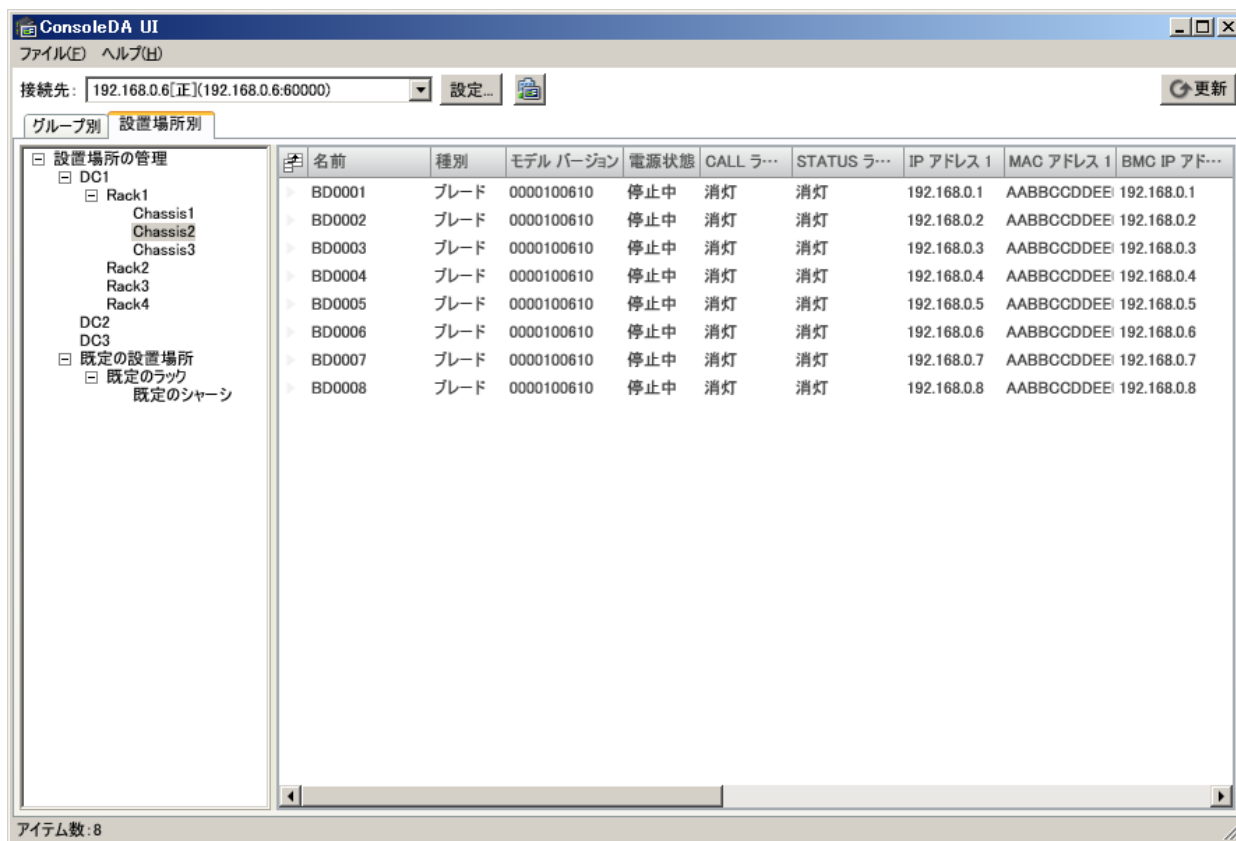 ConsoleDA UI
ファイル(F) ヘルプ(H)
接続先: 192.168.0.6[正](192.168.0.6:60000) 設定... 更新
グループ別 設置場所別
設置場所の管理
DC1
Rack1
Chassis1
Chassis2
Chassis3
Rack2
Rack3
Rack4
DC2
DC3
既定の設置場所
既定のラック
既定のシャーシ
名前 種別 モデル バージョン 電源状態 CALL ラ… STATUS ラ… IP アドレス 1 MAC アドレス 1 BMC IP アド…
BD0001 ブレード 0000100610 停止中 消灯 消灯 192.168.0.1 AABBCCDDEE 192.168.0.1
BD0002 ブレード 0000100610 停止中 消灯 消灯 192.168.0.2 AABBCCDDEE 192.168.0.2
BD0003 ブレード 0000100610 停止中 消灯 消灯 192.168.0.3 AABBCCDDEE 192.168.0.3
BD0004 ブレード 0000100610 停止中 消灯 消灯 192.168.0.4 AABBCCDDEE 192.168.0.4
BD0005 ブレード 0000100610 停止中 消灯 消灯 192.168.0.5 AABBCCDDEE 192.168.0.5
BD0006 ブレード 0000100610 停止中 消灯 消灯 192.168.0.6 AABBCCDDEE 192.168.0.6
BD0007 ブレード 0000100610 停止中 消灯 消灯 192.168.0.7 AABBCCDDEE 192.168.0.7
BD0008 ブレード 0000100610 停止中 消灯 消灯 192.168.0.8 AABBCCDDEE 192.168.0.8
アイテム数:8